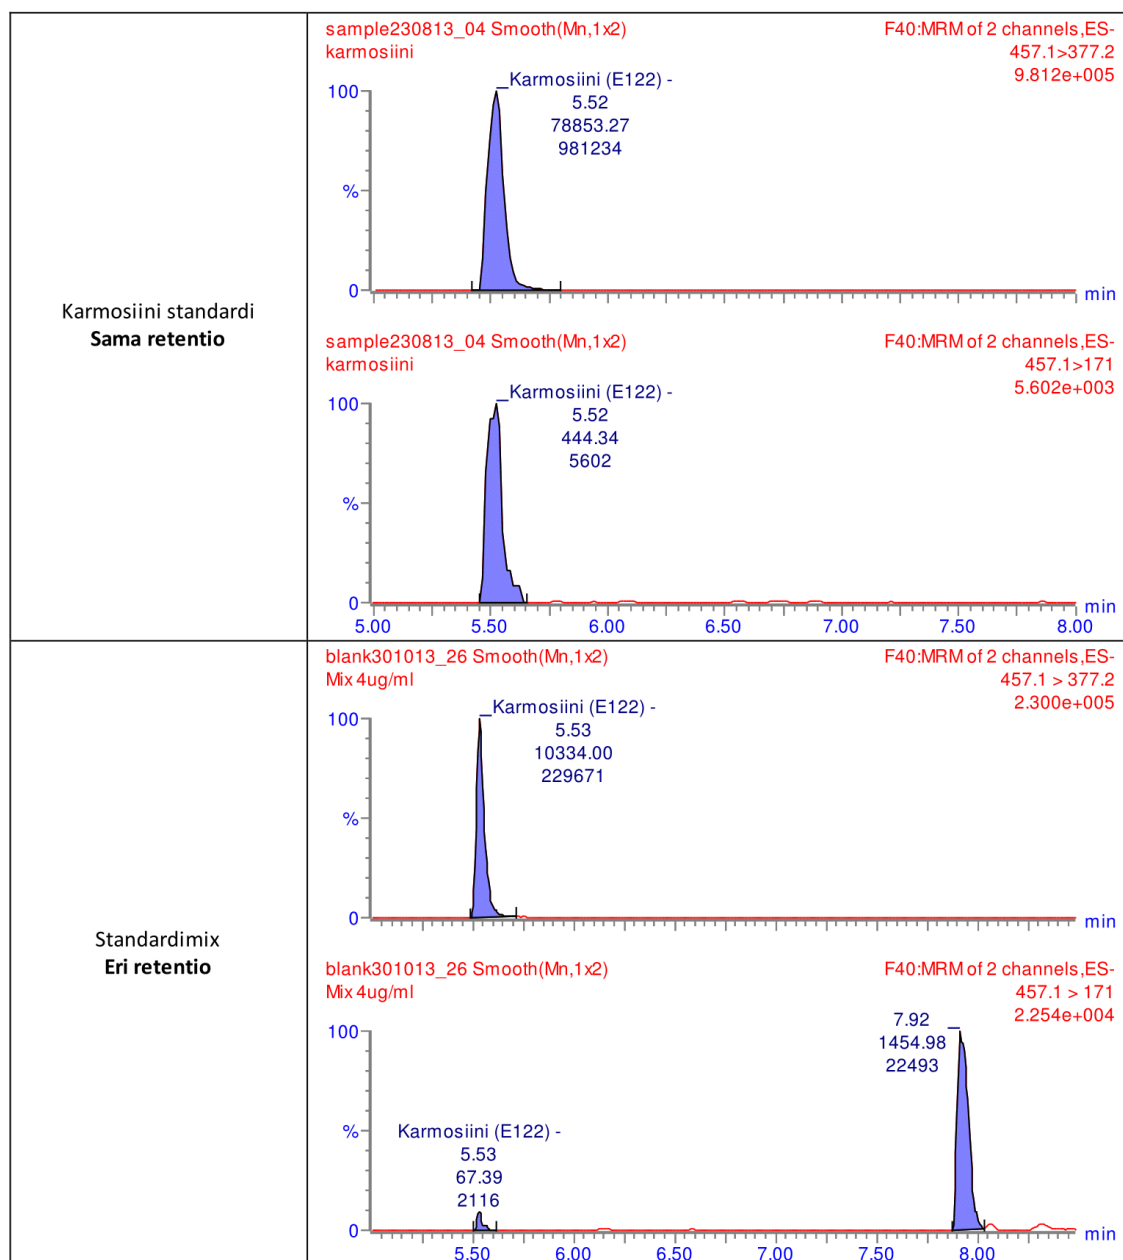 Karmosiini standardi
Sama retentio
sample230813_04 Smooth(Mn,1x2)
karmosiini
F40:MRM of 2 channels,ES-
457.1>377.2
9.812e+005
Karmosiini (E122) -
5.52
78853.27
981234
100
%
0
min
sample230813_04 Smooth(Mn,1x2)
karmosiini
F40:MRM of 2 channels,ES-
457.1>171
5.602e+003
Karmosiini (E122) -
5.52
444.34
5602
100
%
0
min
5.00 5.50 6.00 6.50 7.00 7.50 8.00
Standardimix
Eri retentio
blank301013_26 Smooth(Mn,1x2)
Mix 4ug/ml
F40:MRM of 2 channels,ES-
457.1 > 377.2
2.300e+005
Karmosiini (E122) -
5.53
10334.00
229671
100
%
0
min
blank301013_26 Smooth(Mn,1x2)
Mix 4ug/ml
F40:MRM of 2 channels,ES-
457.1 > 171
2.254e+004
7.92
1454.98
22493
100
%
Karmosiini (E122) -
5.53
67.39
2116
0
min
5.50 6.00 6.50 7.00 7.50 8.00